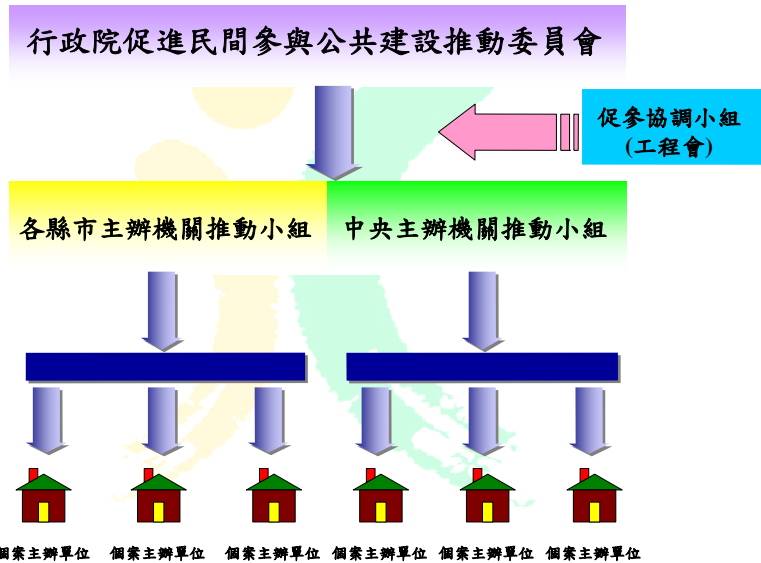 行政院促進民間參與公共建設推動委員會
促參協調小組
(工程會)
各縣市主辦機關推動小組
中央主辦機關推動小組
個案主辦單位
個案主辦單位
個案主辦單位
個案主辦單位
個案主辦單位
個案主辦單位